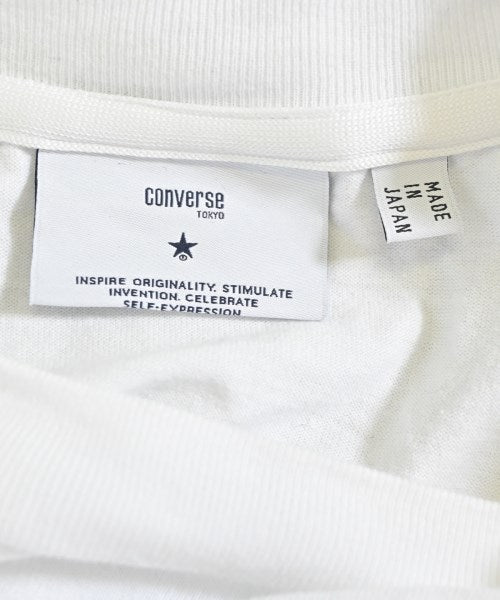 converse
TOKYO
INSPIRE ORIGINALITY. STIMULATE
INVENTION. CELEBRATE
SELF-EXPRESSION
MADE
IN
JAPAN